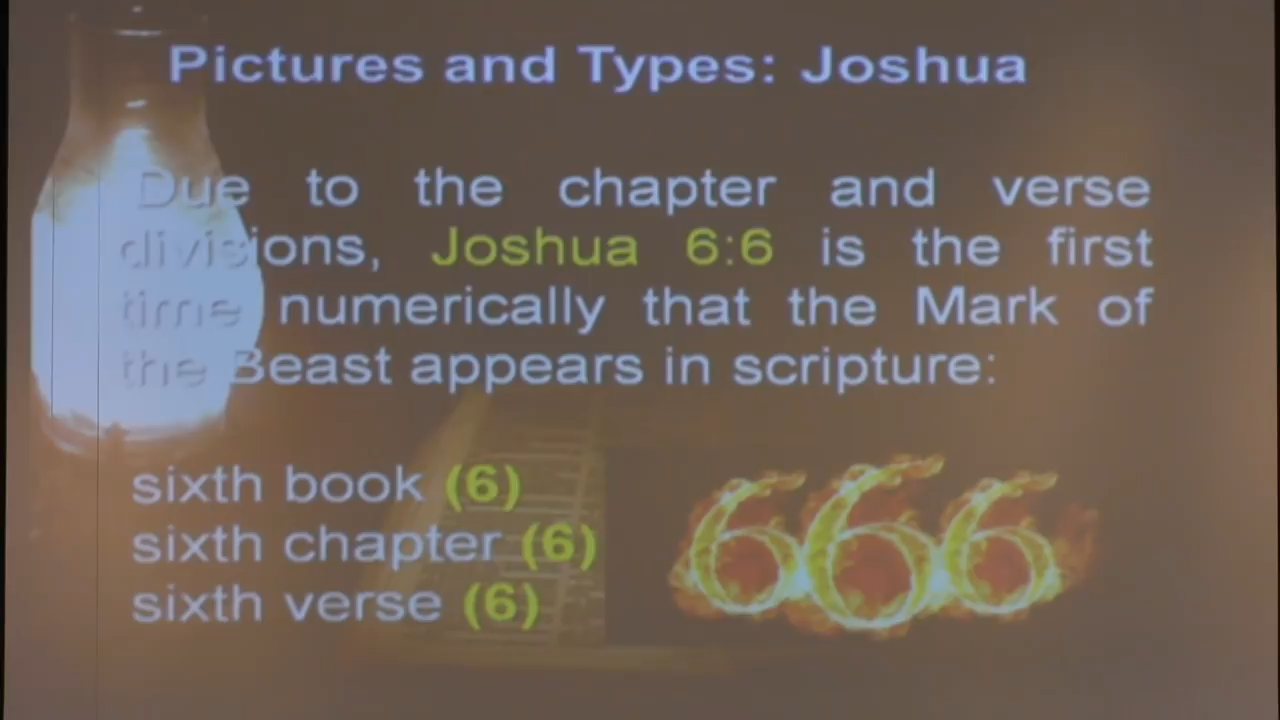 Pictures and Types: Joshua
Due to the chapter and verse
divisions, Joshua 6:6 is the first
time numerically that the Mark of
the Beast appears in scripture:
sixth book (6)
sixth chapter (6)
sixth verse (6)
666